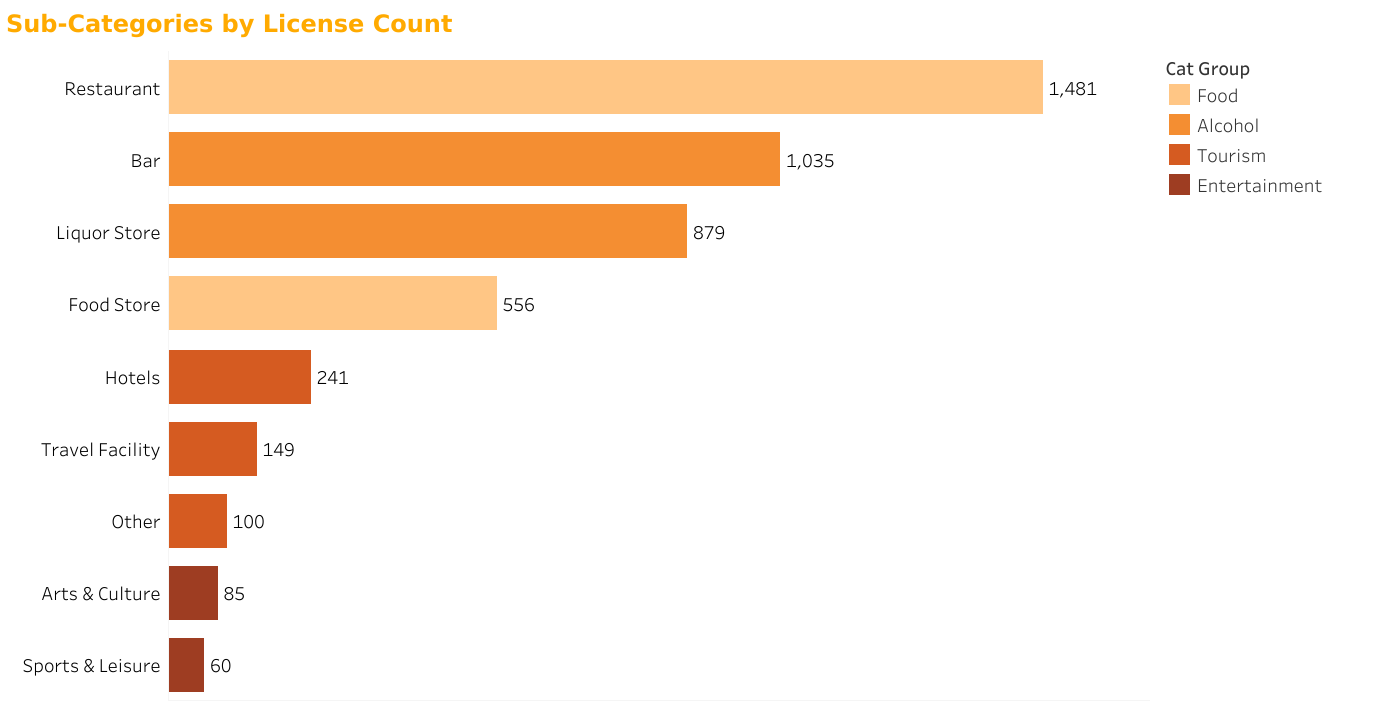 Sub-Categories by License Count
Restaurant 1,481
Bar 1,035
Liquor Store 879
Food Store 556
Hotels 241
Travel Facility 149
Other 100
Arts & Culture 85
Sports & Leisure 60
Cat Group
Food
Alcohol
Tourism
Entertainment